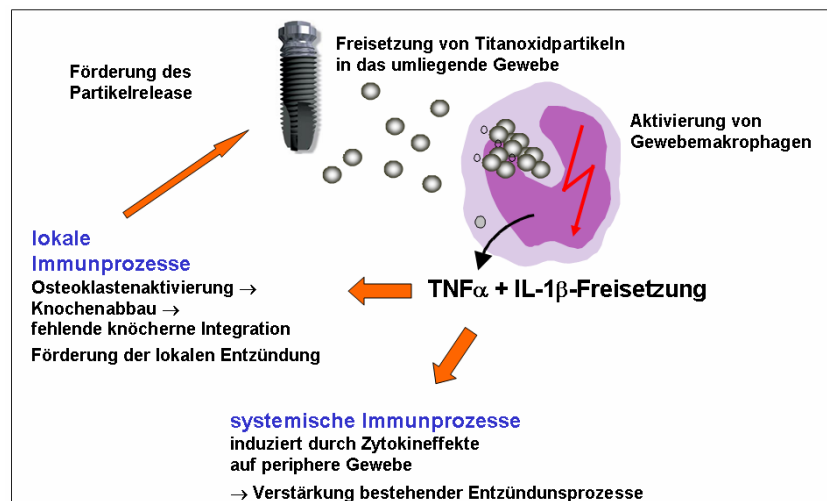 Förderung des
Partikelrelease
Freisetzung von Titanoxidpartikeln
in das umliegende Gewebe
Aktivierung von
Gewebemakrophagen
TNFα + IL-1β-Freisetzung
lokale
Immunprozesse
Osteoklastenaktivierung →
Knochenabbau →
fehlende knöcherne Integration
Förderung der lokalen Entzündung
systemische Immunprozesse
induziert durch Zytokineffekte
auf periphere Gewebe
→ Verstärkung bestehender Entzündunsprozesse